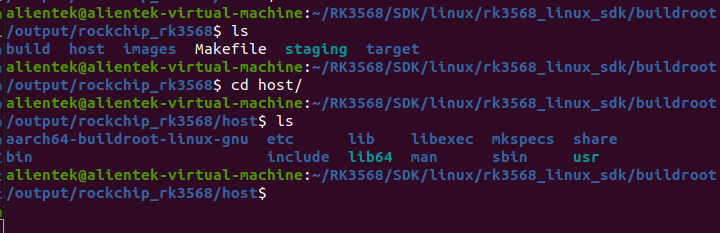 alientek@alientek-virtual-machine:~/RK3568/SDK/linux/rk3568_linux_sdk/buildroot
/output/rockchip_rk3568$ ls
build  host  images  Makefile  staging  target
alientek@alientek-virtual-machine:~/RK3568/SDK/linux/rk3568_linux_sdk/buildroot
/output/rockchip_rk3568$ cd host/
alientek@alientek-virtual-machine:~/RK3568/SDK/linux/rk3568_linux_sdk/buildroot
/output/rockchip_rk3568/host$ ls
aarch64-buildroot-linux-gnu  etc      lib    libexec  mkspecs  share
bin                          include  lib64  man      sbin     usr
alientek@alientek-virtual-machine:~/RK3568/SDK/linux/rk3568_linux_sdk/buildroot
/output/rockchip_rk3568/host$